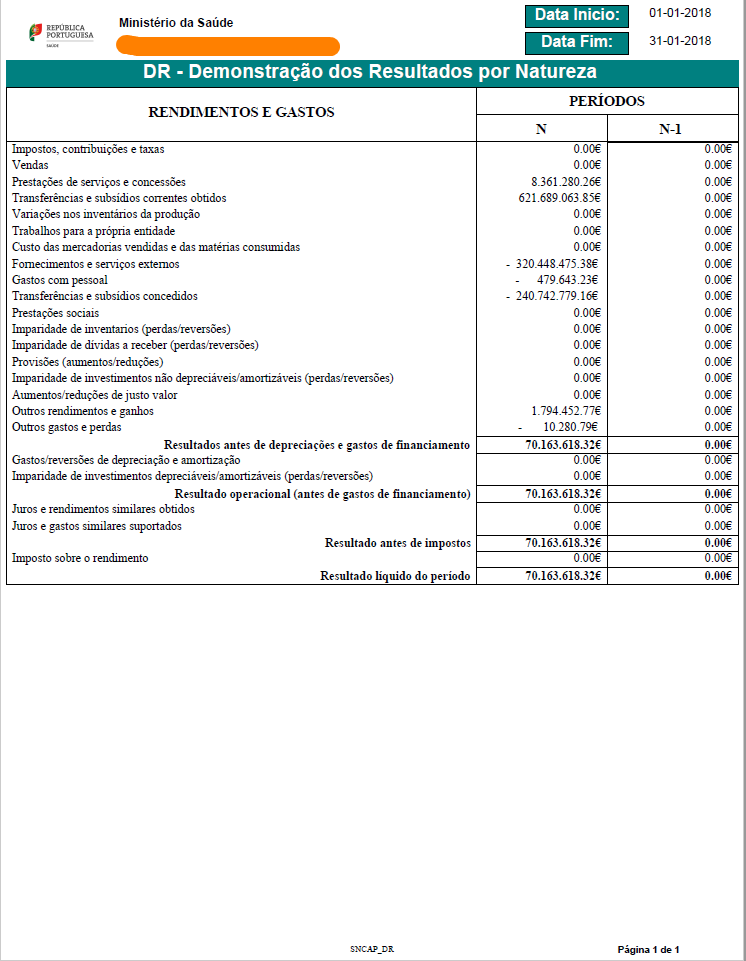 REPÚBLICA
PORTUGUESA
SAÚDE
Ministério da Saúde
Data Inicio: 01-01-2018
Data Fim: 31-01-2018
DR - Demonstração dos Resultados por Natureza
RENDIMENTOS E GASTOS PERÍODOS
N N-1
Impostos, contribuições e taxas 0.00€ 0.00€
Vendas 0.00€ 0.00€
Prestações de serviços e concessões 8.361.280.26€ 0.00€
Transferências e subsídios correntes obtidos 621.689.063.85€ 0.00€
Variações nos inventários da produção 0.00€ 0.00€
Trabalhos para a própria entidade 0.00€ 0.00€
Custo das mercadorias vendidas e das matérias consumidas 0.00€ 0.00€
Fornecimentos e serviços externos - 320.448.475.38€ 0.00€
Gastos com pessoal - 479.643.23€ 0.00€
Transferências e subsídios concedidos - 240.742.779.16€ 0.00€
Prestações sociais 0.00€ 0.00€
Imparidade de inventarios (perdas/reversões) 0.00€ 0.00€
Imparidade de dívidas a receber (perdas/reversões) 0.00€ 0.00€
Provisões (aumentos/reduções) 0.00€ 0.00€
Imparidade de investimentos não depreciáveis/amortizáveis (perdas/reversões) 0.00€ 0.00€
Aumentos/reduções de justo valor 0.00€ 0.00€
Outros rendimentos e ganhos 1.794.452.77€ 0.00€
Outros gastos e perdas - 10.280.79€ 0.00€
Resultados antes de depreciações e gastos de financiamento 70.163.618.32€ 0.00€
Gastos/reversões de depreciação e amortização 0.00€ 0.00€
Imparidade de investimentos depreciáveis/amortizáveis (perdas/reversões) 0.00€ 0.00€
Resultado operacional (antes de gastos de financiamento) 70.163.618.32€ 0.00€
Juros e rendimentos similares obtidos 0.00€ 0.00€
Juros e gastos similares suportados 0.00€ 0.00€
Resultado antes de impostos 70.163.618.32€ 0.00€
Imposto sobre o rendimento 0.00€ 0.00€
Resultado líquido do período 70.163.618.32€ 0.00€
SNCAP_DR Página 1 de 1